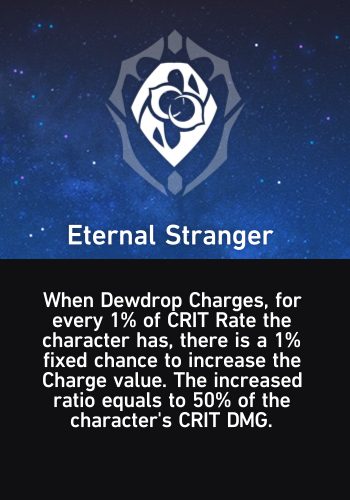 Eternal Stranger
When Dewdrop Charges, for
every 1% of CRIT Rate the
character has, there is a 1%
fixed chance to increase the
Charge value. The increased
ratio equals to 50% of the
character's CRIT DMG.